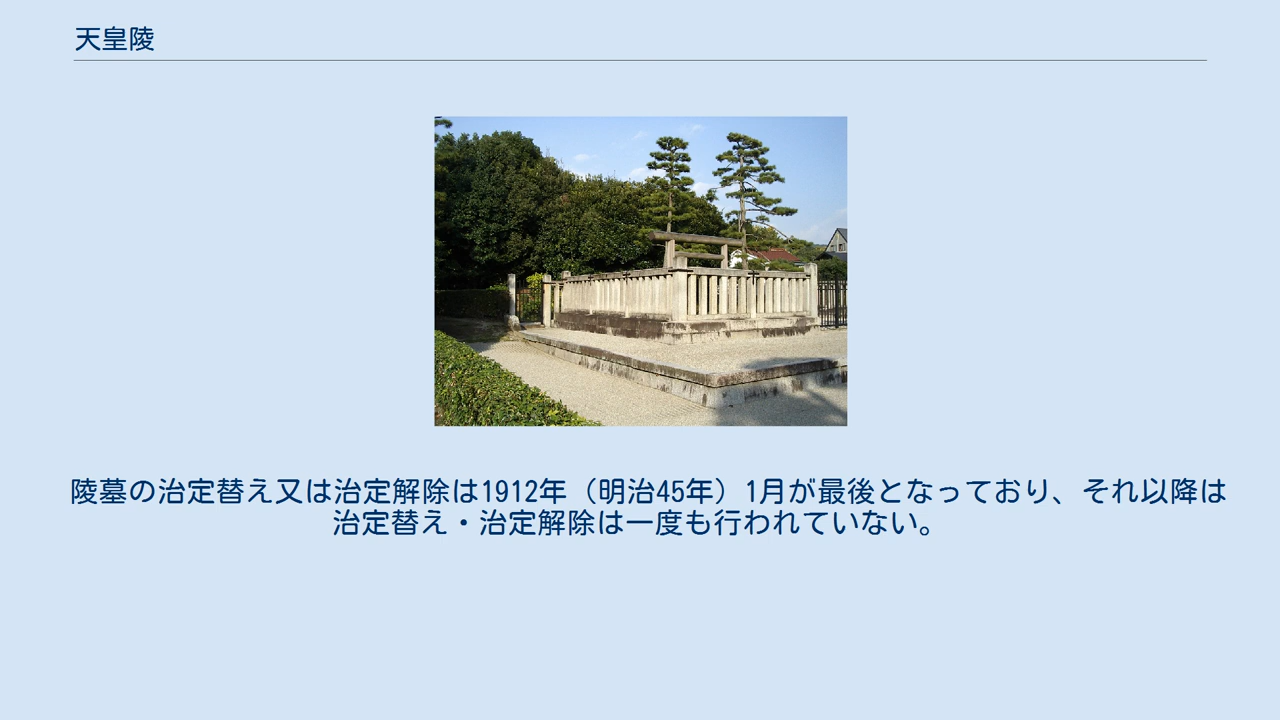 天皇陵
陵墓の治定替え又は治定解除は1912年（明治45年）1月が最後となっており、それ以降は
治定替え・治定解除は一度も行われていない。